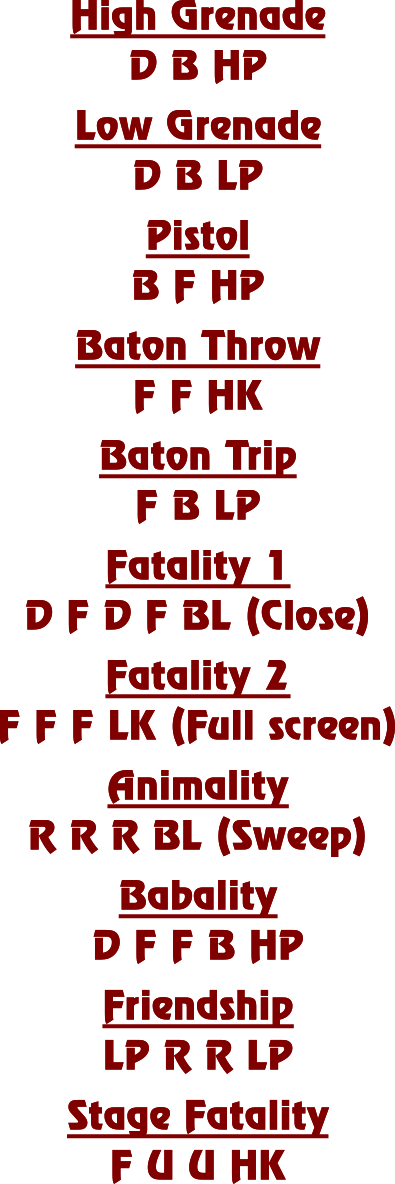 High Grenade
D B HP
Low Grenade
D B LP
Pistol
B F HP
Baton Throw
F F HK
Baton Trip
F B LP
Fatality 1
D F D F BL (Close)
Fatality 2
F F F LK (Full screen)
Animality
R R R BL (Sweep)
Babality
D F F B HP
Friendship
LP R R LP
Stage Fatality
F U U HK